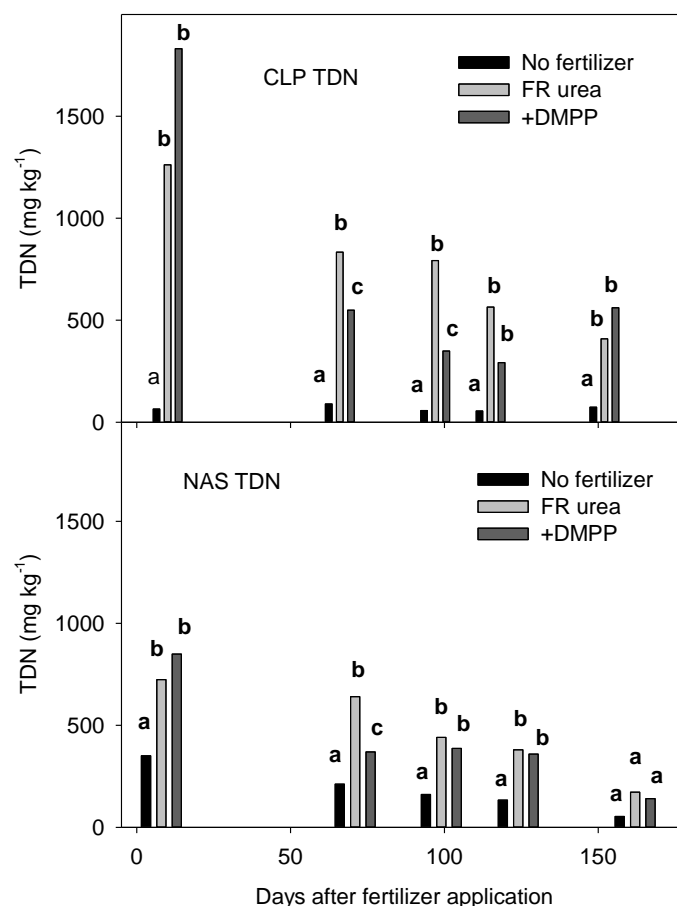 b
b
CLP TDN
No fertilizer
FR urea
+DMPP
1500
1000
500
0
TDN (mg kg⁻¹)
b
b
b
b
c
c
b
b
a
a
a
a
a
NAS TDN
No fertilizer
FR urea
+DMPP
1500
1000
500
0
TDN (mg kg⁻¹)
b
b
a
b
c
a
b
b
a
b
b
a
a
a
a
0 50 100 150
Days after fertilizer application